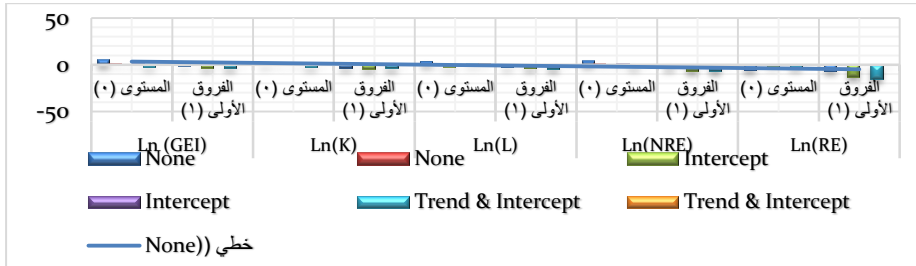 50
0
-50
المستوى (٠)
الفروق الأولى (١)
المستوى (٠)
الفروق الأولى (١)
المستوى (٠)
الفروق الأولى (١)
المستوى (٠)
الفروق الأولى (١)
المستوى (٠)
الفروق الأولى (١)
Ln (GEI)
Ln(K)
Ln(L)
Ln(NRE)
Ln(RE)
None
None
Intercept
Intercept
Trend & Intercept
Trend & Intercept
None)) خطي